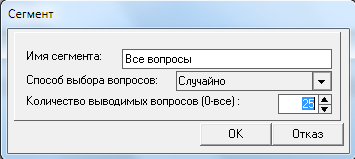 Сегмент
Имя сегмента: Все вопросы
Способ выбора вопросов: Случайно
Количество выводимых вопросов (0-все) : 25
OK Отказ